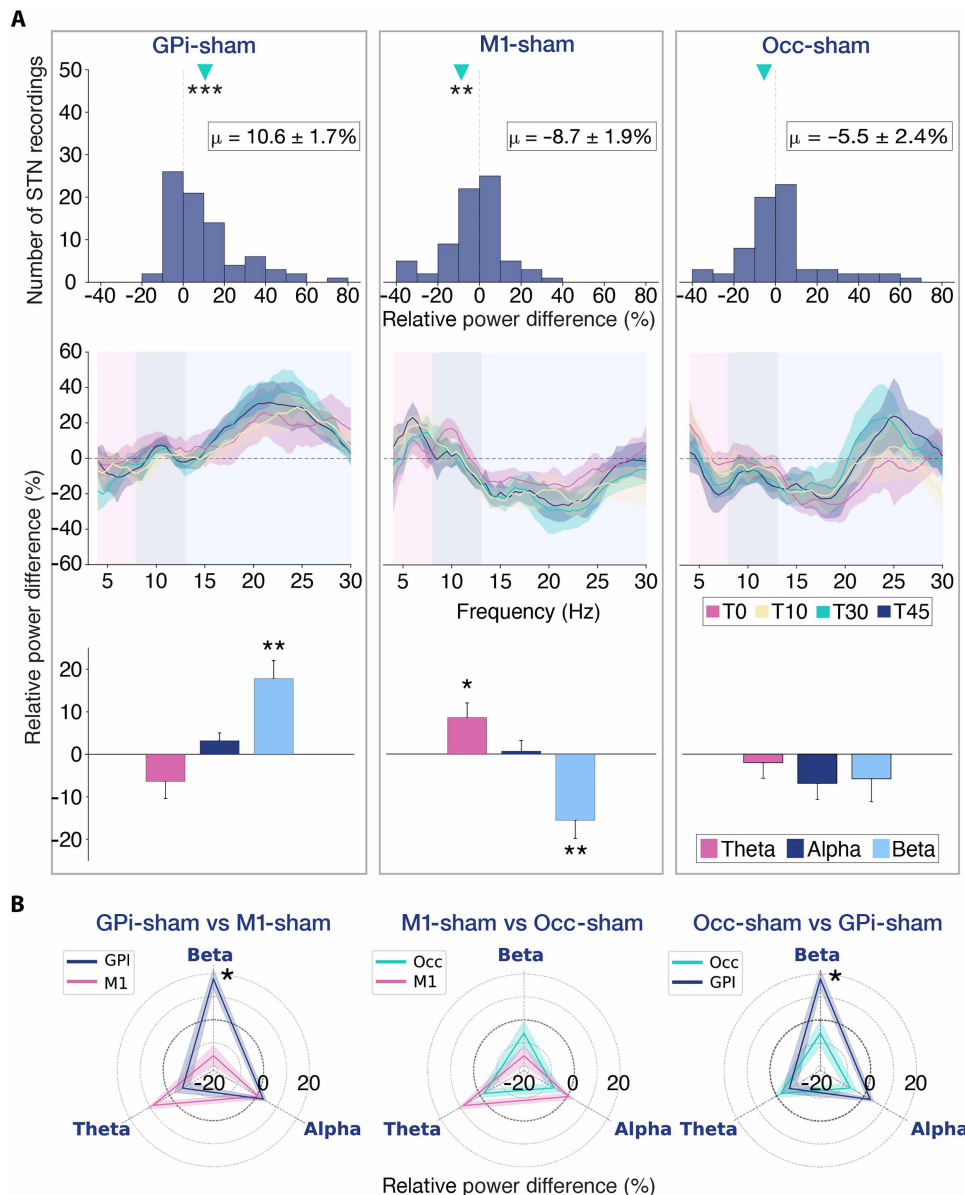 A
GPi-sham
M1-sham
Occ-sham
Number of STN recordings
50
40
30
20
10
0
***
**
μ = 10.6 ± 1.7%
μ = -8.7 ± 1.9%
μ = -5.5 ± 2.4%
-40 -20 0 20 40 60 80
-40 -20 0 20 40 60 80
-40 -20 0 20 40 60 80
Relative power difference (%)
Relative power difference (%)
60
40
20
0
-20
-40
-60
5 10 15 20 25 30
5 10 15 20 25 30
5 10 15 20 25 30
Frequency (Hz)
T0 T10 T30 T45
Relative power difference (%)
20
10
0
-10
-20
**
*
**
Theta Alpha Beta
B
GPi-sham vs M1-sham
M1-sham vs Occ-sham
Occ-sham vs GPi-sham
GPI
M1
Beta
*
-20 0 20
Theta
Alpha
Occ
M1
Beta
-20 0 20
Theta
Alpha
Occ
GPI
Beta
*
-20 0 20
Theta
Alpha
Relative power difference (%)